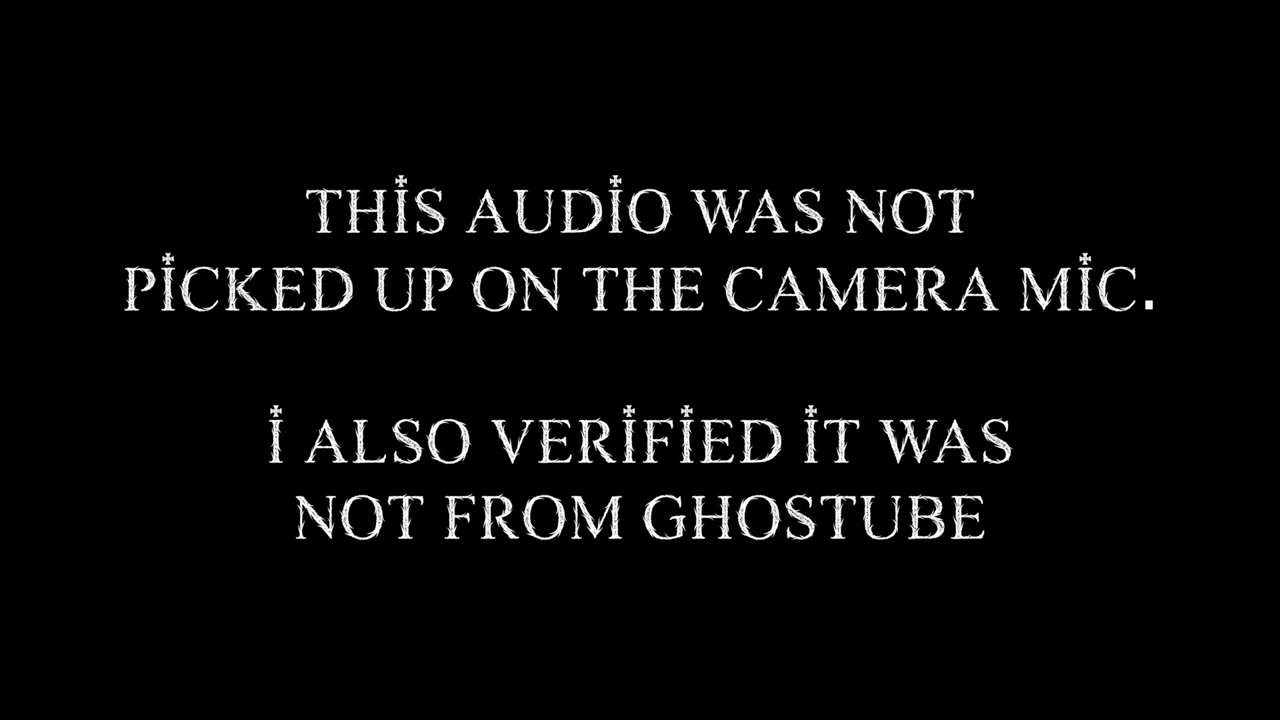 THIS AUDIO WAS NOT
PICKED UP ON THE CAMERA MIC.
I ALSO VERIFIED IT WAS
NOT FROM GHOSTUBE